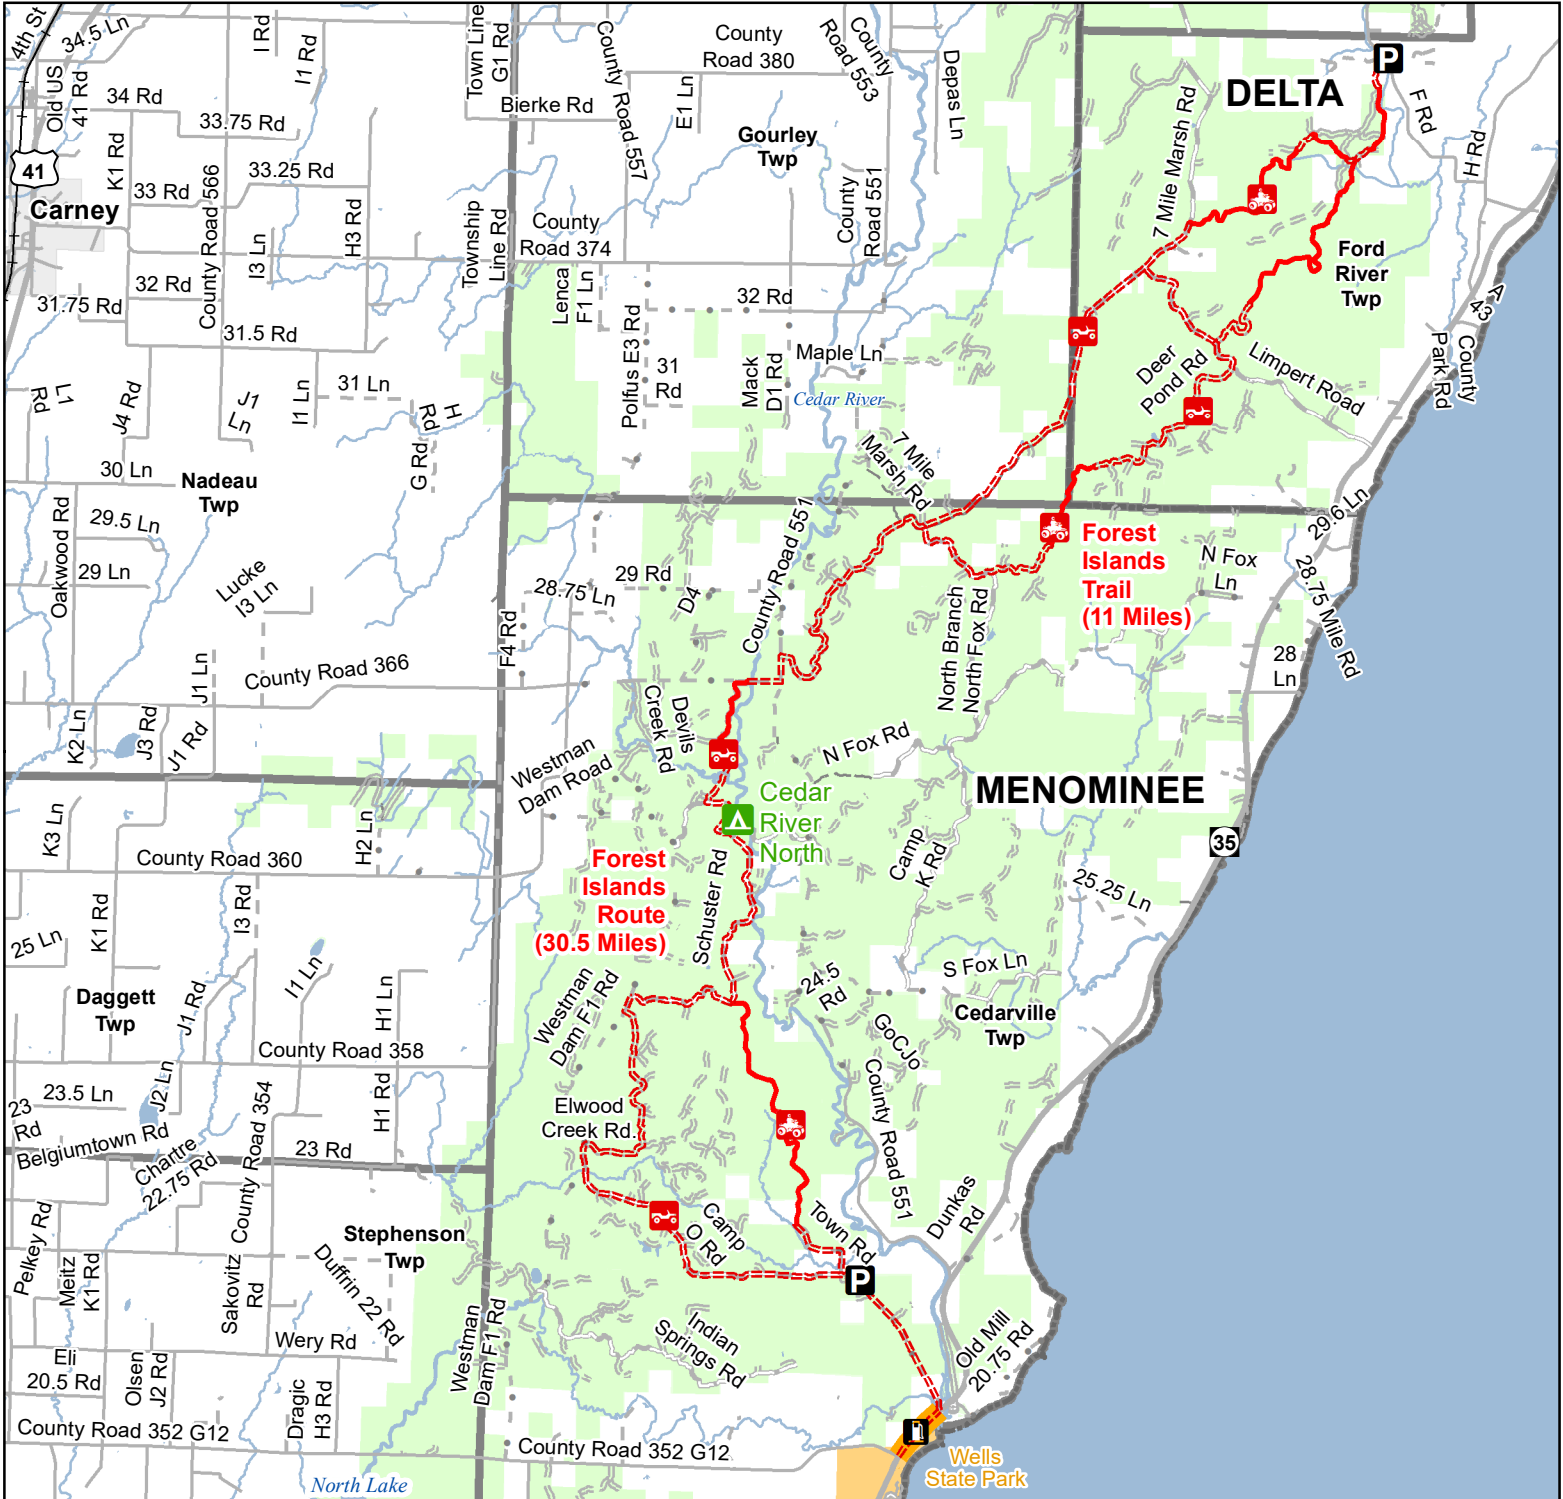 4th St
34.5 Ln
I Rd
I1 Rd
Old US
41 Rd
34 Rd
33.75 Rd
41
K1 Rd
33 Rd
33.25 Rd
Carney
County Road 566
I3 Ln
H3 Rd
32 Rd
31.75 Rd
31.5 Rd
Town Line
G1 Rd
Township
Line Rd
County Road 557
Bierke Rd
County
Road 380
E1 Ln
County
Road 553
Depas Ln
Gourley
Twp
County
Road 374
County
Road 551
Lenca
F1 Ln
Polfus E3 Rd
32 Rd
31
Rd
Mack
D1 Rd
Maple Ln
Cedar River
DELTA
P
F Rd
H Rd
7 Mile Marsh Rd
Ford
River
Twp
A
43
County
Park Rd
Deer
Pond Rd
Limpert Road
L1
Rd
J4 Rd
J1
Ln
I1 Ln
31 Ln
H
Rd
G Rd
30 Ln
Nadeau
Twp
Oakwood Rd
29.5 Ln
29 Ln
Lucke
I3 Ln
J1 Ln
County Road 366
K2 Ln
J3 Rd
J1 Rd
F4 Rd
28.75 Ln
29 Rd
D4
County Road 551
7 Mile
Marsh Rd
Forest
Islands
Trail
(11 Miles)
North Branch
North Fox Rd
N Fox
Ln
29.6 Ln
28.75 Mile Rd
28
Ln
Devils
Creek Rd
Westman
Dam Road
N Fox Rd
MENOMINEE
35
Cedar
River
North
Camp
K Rd
25.25 Ln
K3 Ln
County Road 360
H2 Ln
Forest
Islands
Route
(30.5 Miles)
Schuster Rd
K1 Rd
I3 Rd
25 Ln
I1 Ln
Daggett
Twp
J1 Rd
H1 Ln
County Road 358
Westman
Dam F1 Rd
24.5
Rd
S Fox Ln
Cedarville
Twp
GoCJo
County Road 551
23.5 Ln
J2 Ln
23
Rd
Belgiumtown Rd
Chartre
22.75 Rd
County Road 354
H1 Rd
23 Rd
Elwood
Creek Rd.
Camp
O Rd
Town Rd
P
Dunkas
Rd
Stephenson
Twp
Pelkey Rd
Meitz
K1 Rd
Sakovitz
Rd
Duffrin 22 Rd
Wery Rd
Eli
20.5 Rd
Olsen
J2 Rd
Dragic
H3 Rd
Westman
Dam F1 Rd
Indian
Springs Rd
Old Mill
20.75 Rd
County Road 352 G12
County Road 352 G12
North Lake
Wells
State Park